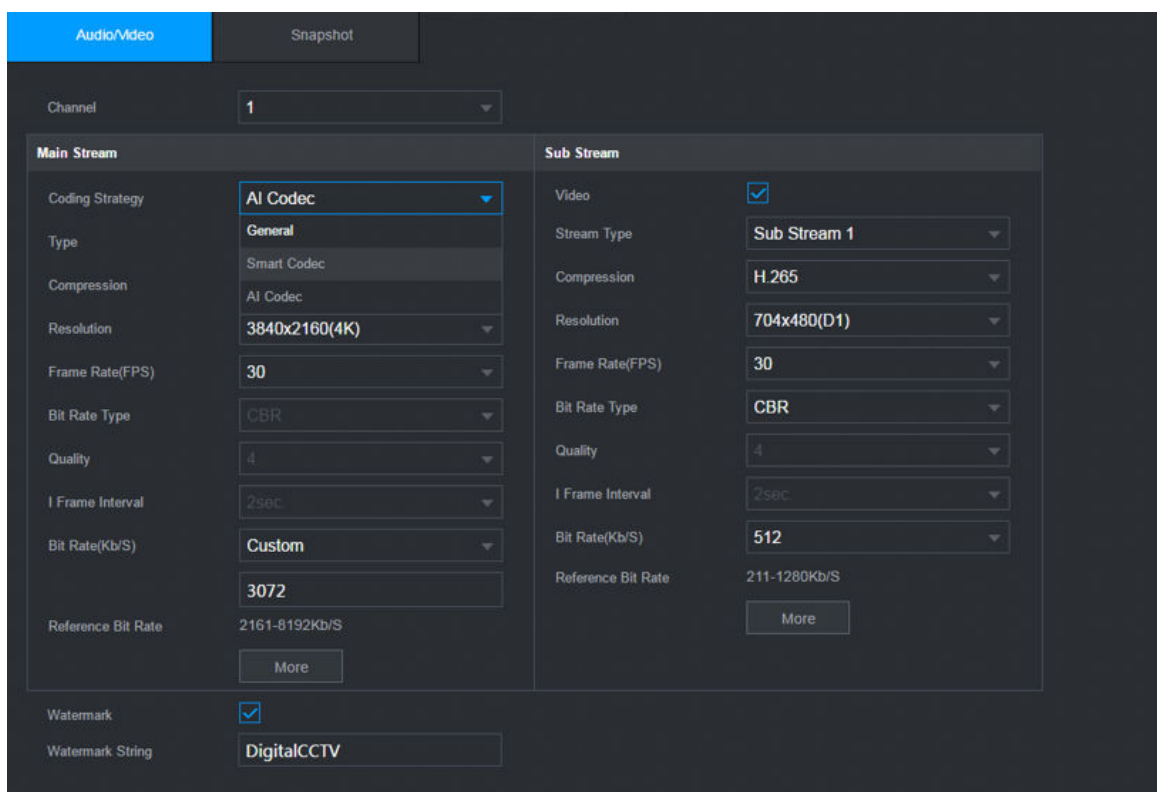 Audio/Video
Snapshot
Channel
1
Main Stream
Coding Strategy
AI Codec
General
Smart Codec
AI Codec
Type
Compression
Resolution
3840x2160(4K)
Frame Rate(FPS)
30
Bit Rate Type
CBR
Quality
4
I Frame Interval
2sec.
Bit Rate(Kb/S)
Custom
3072
Reference Bit Rate
2161-8192Kb/S
More
Sub Stream
Video
Stream Type
Sub Stream 1
Compression
H.265
Resolution
704x480(D1)
Frame Rate(FPS)
30
Bit Rate Type
CBR
Quality
4
I Frame Interval
2sec.
Bit Rate(Kb/S)
512
Reference Bit Rate
211-1280Kb/S
More
Watermark
Watermark String
DigitalCCTV